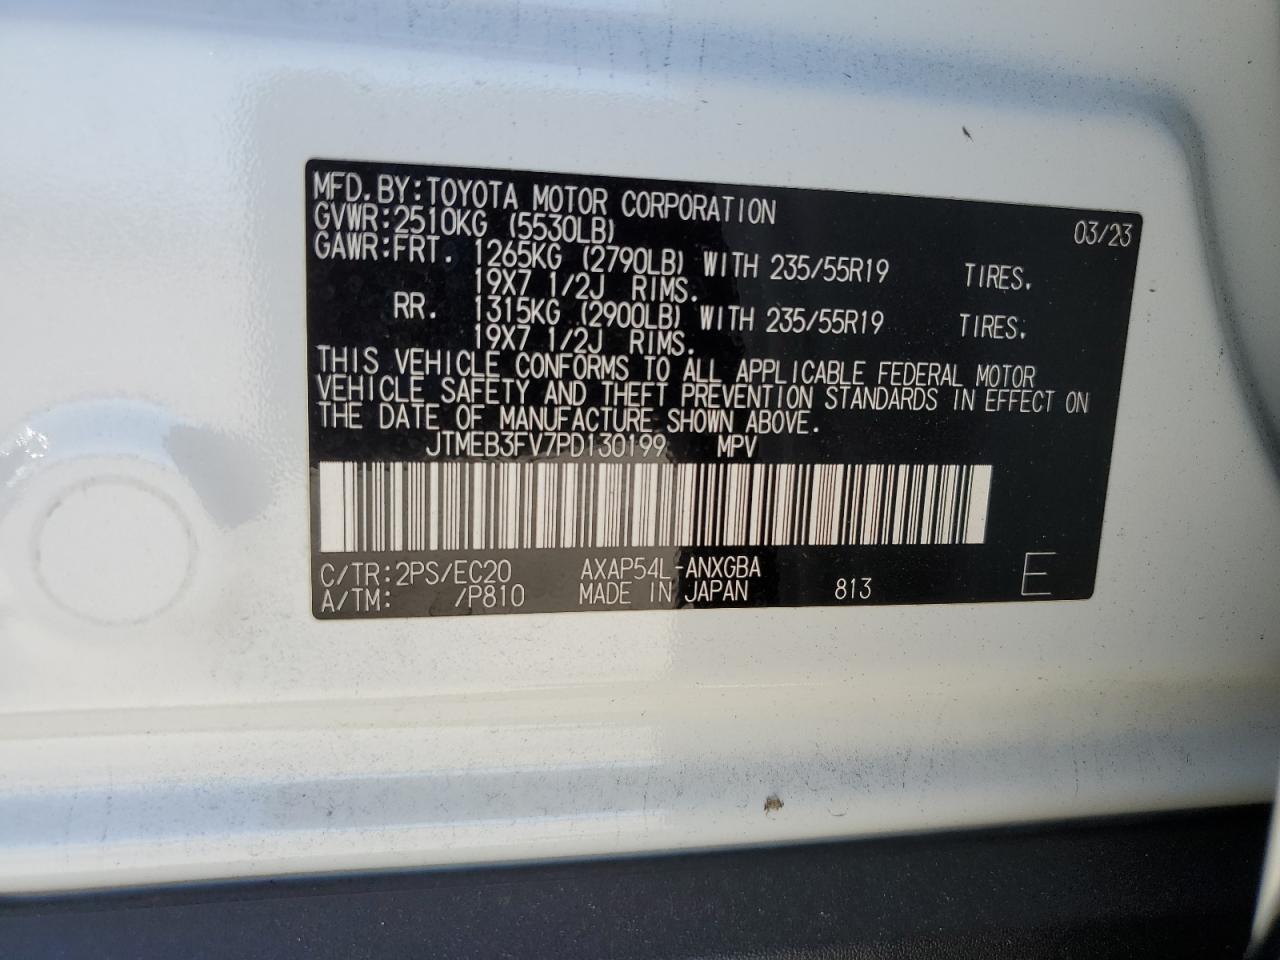 MFD.BY:TOYOTA MOTOR CORPORATION 03/23
GVWR:2510KG (5530LB)
GAWR:FRT. 1265KG (2790LB) WITH 235/55R19 TIRES.
19X7 1/2J RIMS.
RR. 1315KG (2900LB) WITH 235/55R19 TIRES.
19X7 1/2J RIMS.
THIS VEHICLE CONFORMS TO ALL APPLICABLE FEDERAL MOTOR
VEHICLE SAFETY AND THEFT PREVENTION STANDARDS IN EFFECT ON
THE DATE OF MANUFACTURE SHOWN ABOVE.
JTMEB3FV7PD130199 MPV
C/TR:2PS/EC20 AXAP54L-ANXGBA
A/TM: /P810 MADE IN JAPAN 813 E